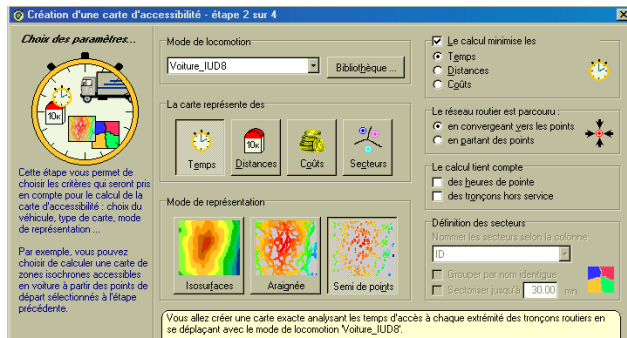 Création d'une carte d'accessibilité - étape 2 sur 4
Choix des paramètres...
10K
Cette étape vous permet de
choisir les critères qui seront pris
en compte pour le calcul de la
carte d'accessibilité : choix du
véhicule, type de carte, mode
de représentation ...
Par exemple, vous pouvez
choisir de calculer une carte de
zones isochrones accessibles
en voiture à partir des points de
départ sélectionnés à l'étape
précédente.
Mode de locomotion
Voiture_IUD8
Bibliothèque ...
La carte représente des
Temps
10K
Distances
Coûts
Secteurs
Mode de représentation
Isosurfaces
Araignée
Semi de points
Le calcul minimise les
Temps
Distances
Coûts
Le réseau routier est parcouru :
en convergeant vers les points
en partant des points
Le calcul tient compte
des heures de pointe
des tronçons hors service
Définition des secteurs
Nommer les secteurs selon la colonne
ID
Grouper par nom identique
Sectoriser jusqu'à 30.00 mn
Vous allez créer une carte exacte analysant les temps d'accès à chaque extrémité des tronçons routiers en
se déplaçant avec le mode de locomotion 'Voiture_IUD8'.